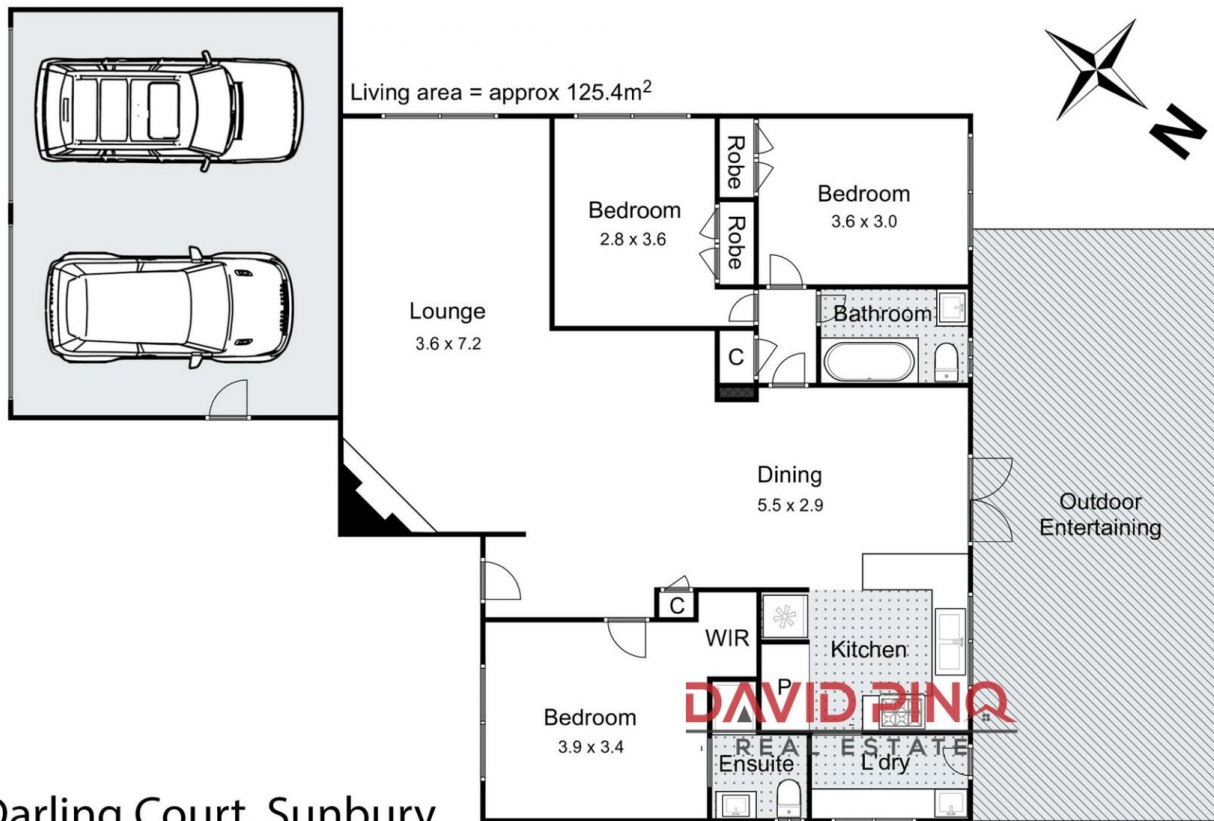 Living area = approx 125.4m²
N
Robe
Bedroom
3.6 x 3.0
Bedroom
2.8 x 3.6
Robe
Lounge
3.6 x 7.2
Bathroom
C
Dining
5.5 x 2.9
Outdoor
Entertaining
C
WIR
Kitchen
P
Bedroom
3.9 x 3.4
DAVID PINQ
REAL ESTATE
Ensuite
L'dry
Darling Court, Sunbury